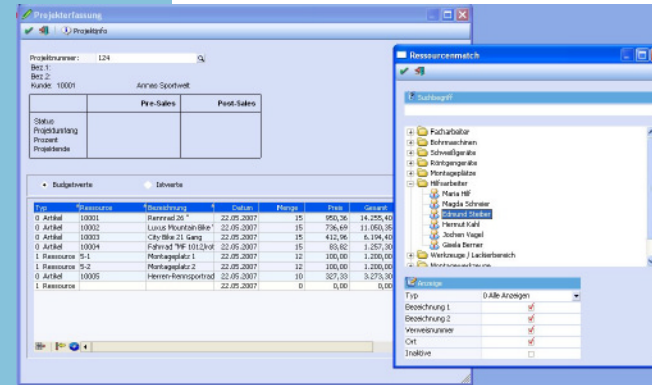 Projekterfassung
Projektinfo
Projektnummer: 124
Bez 1:
Bez 2:
Kunde: 10001 Annies Sportwelt
Pre-Sales Post-Sales
Status
Projektumfang
Prozent
Projektende
Budgetwerte Istwerte
Typ Ressource Bezeichnung Datum Menge Preis Gesamt
0 Artikel 10001 Rennrad 26 " 22.05.2007 15 950,36 14.255,40
0 Artikel 10002 Luxus Mountain Bike 22.05.2007 15 736,69 11.050,35
0 Artikel 10003 City Bike 21 Gang 22.05.2007 15 412,96 6.194,40
0 Artikel 10004 Fahrrad "MF 1012/rot 22.05.2007 15 83,82 1.257,30
1 Ressource S-1 Montageplatz 1 22.05.2007 12 100,00 1.200,00
1 Ressource S-2 Montageplatz 2 22.05.2007 12 100,00 1.200,00
0 Artikel 10005 Herren-Rennsportrad 22.05.2007 10 327,33 3.273,30
1 Ressource 22.05.2007 0 0,00 0,00
Ressourcenmatch
Suchbegriff
Facharbeiter
Bohrmaschinen
Schweißgeräte
Röntgengeräte
Montageplätze
Hilfsarbeiter
Maria Hilf
Magda Schreier
Edmund Steiber
Hermut Kahl
Jochen Vogel
Gisela Berner
Werkzeuge / Lackierbereich
Montagewerkzeuge
Anzeige
Typ 0 Alle Anzeigen
Bezeichnung 1
Bezeichnung 2
Verweisnummer
Ort
Inaktive